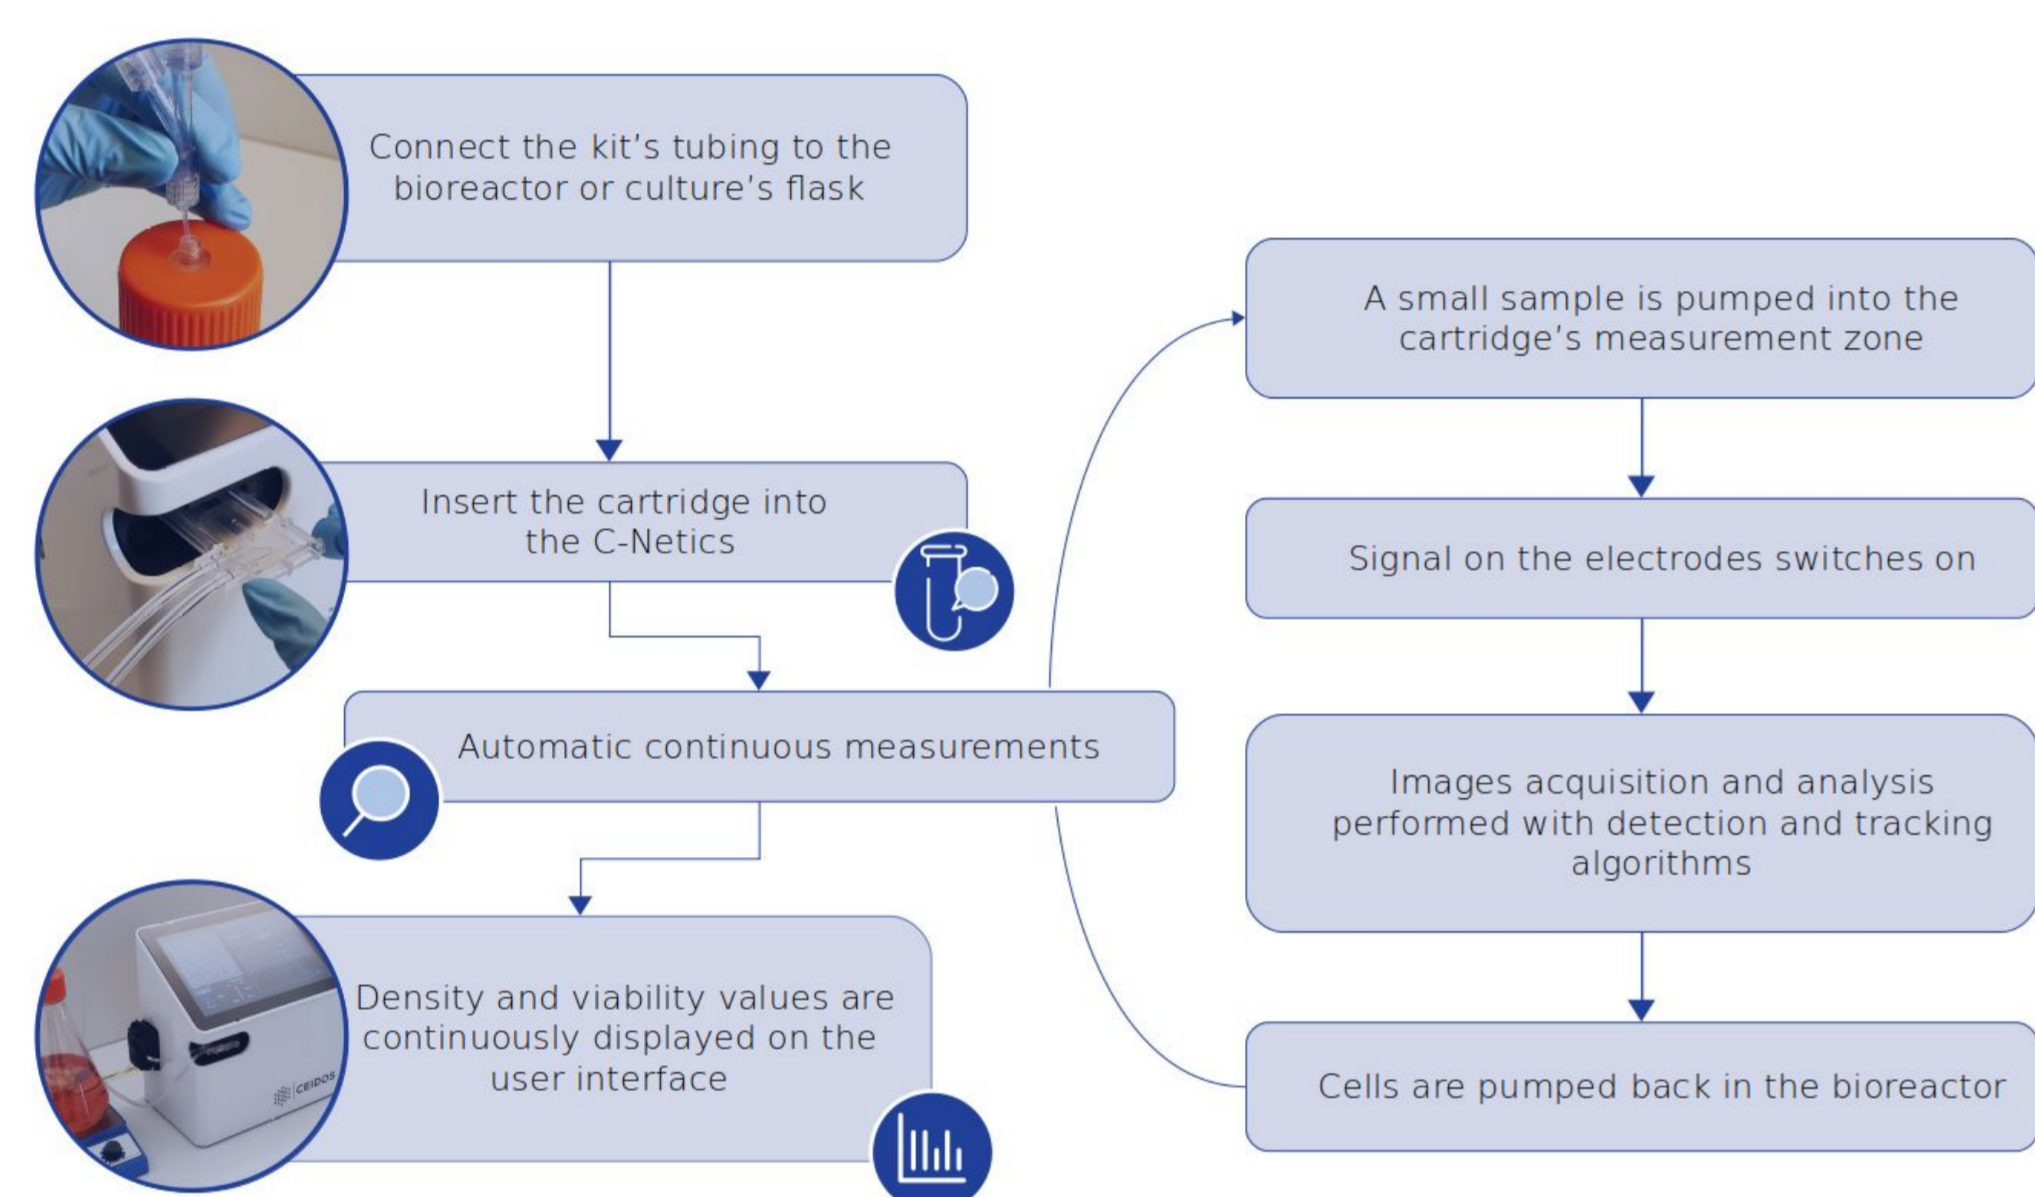 Connect the kit's tubing to the
bioreactor or culture's flask
Insert the cartridge into
the C-Netics
Automatic continuous measurements
Density and viability values are
continuously displayed on the
user interface
CEIDOS
A small sample is pumped into the
cartridge's measurement zone
Signal on the electrodes switches on
Images acquisition and analysis
performed with detection and tracking
algorithms
Cells are pumped back in the bioreactor